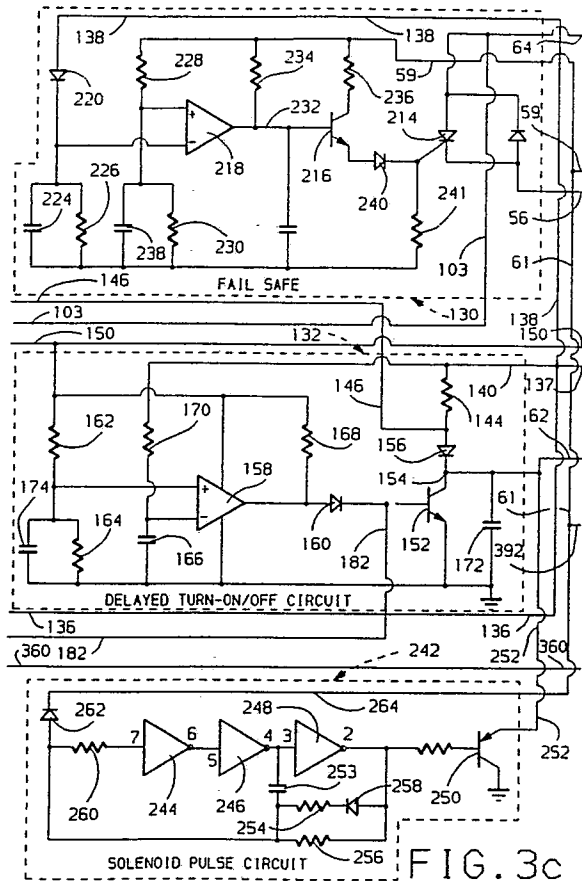 138 138 64
228 234 59
220 232 236
+ 214 59
- 218 216
240
224 226 238 230 241 56
61
103
FAIL SAFE
146 130 138
103 150
150 132 137
140
146 144
162 170 168 156 62
154
+ 158
174 -
164 160 152 61
166 182 172 392
DELAYED TURN-ON/OFF CIRCUIT
136 136 252
182
360 242 360
264
262 248
7 6 4 3 2 252
5 253
260 244 246 258 250
254
256
SOLENOID PULSE CIRCUIT
FIG. 3c